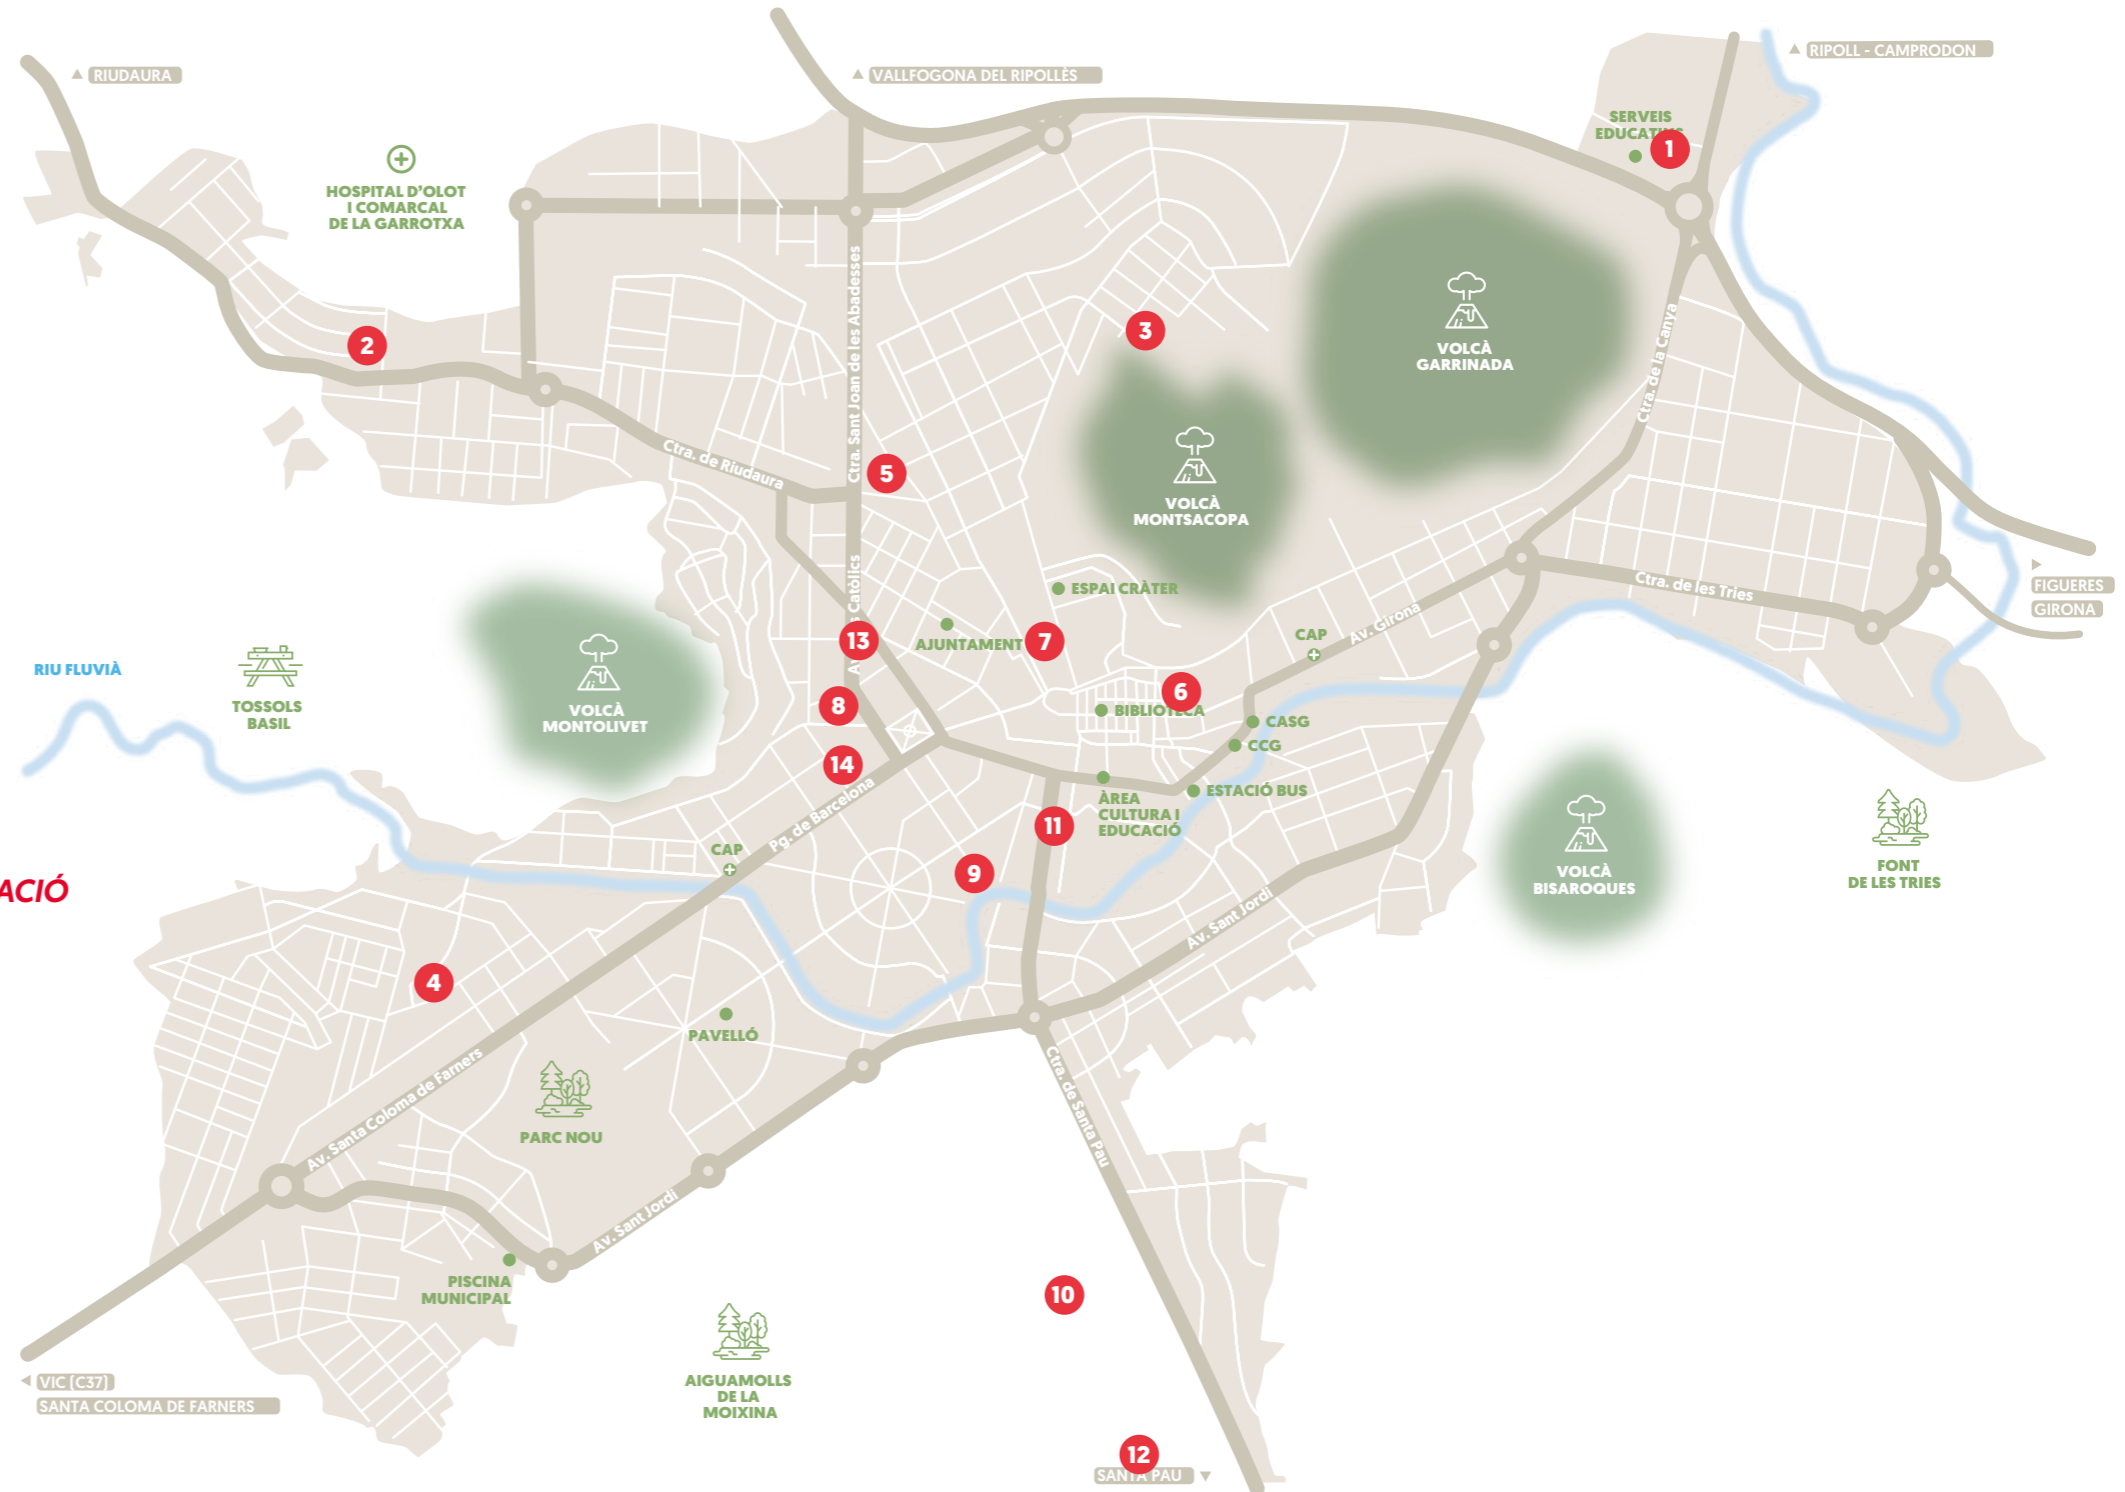 RIUDAURA
VALLFOGONA DEL RIPOLLÈS
RIPOLL - CAMPRODON
SERVEIS
EDUCATIUS
1
HOSPITAL D'OLOT
I COMARCAL
DE LA GARROTXA
2
3
VOLCÀ
GARRINADA
Ctra. Sant Joan de les Abadesses
Ctra. de la Canya
Ctra. de Riudaura
5
VOLCÀ
MONTSACOPA
Catòlics
ESPAI CRÀTER
Ctra. de les Tries
FIGUERES
GIRONA
AJUNTAMENT
7
13
CAP
Av. Girona
RIU FLUVIÀ
TOSSOLS
BASIL
VOLCÀ
MONTOLIVET
8
6
BIBLIOTECA
CASG
CCG
14
ESTACIÓ BUS
ÀREA
CULTURA I
EDUCACIÓ
Pg. de Barcelona
11
CAP
9
VOLCÀ
BISAROQUES
FONT
DE LES TRIES
ACIÓ
Av. Sant Jordi
4
PAVELLÓ
Av. Santa Coloma de Farners
Ctra. de Santa Pau
PARC NOU
Av. Sant Jordi
PISCINA
MUNICIPAL
10
AIGUAMOLLS
DE LA
MOIXINA
VIC (C37)
SANTA COLOMA DE FARNERS
12
SANTA PAU